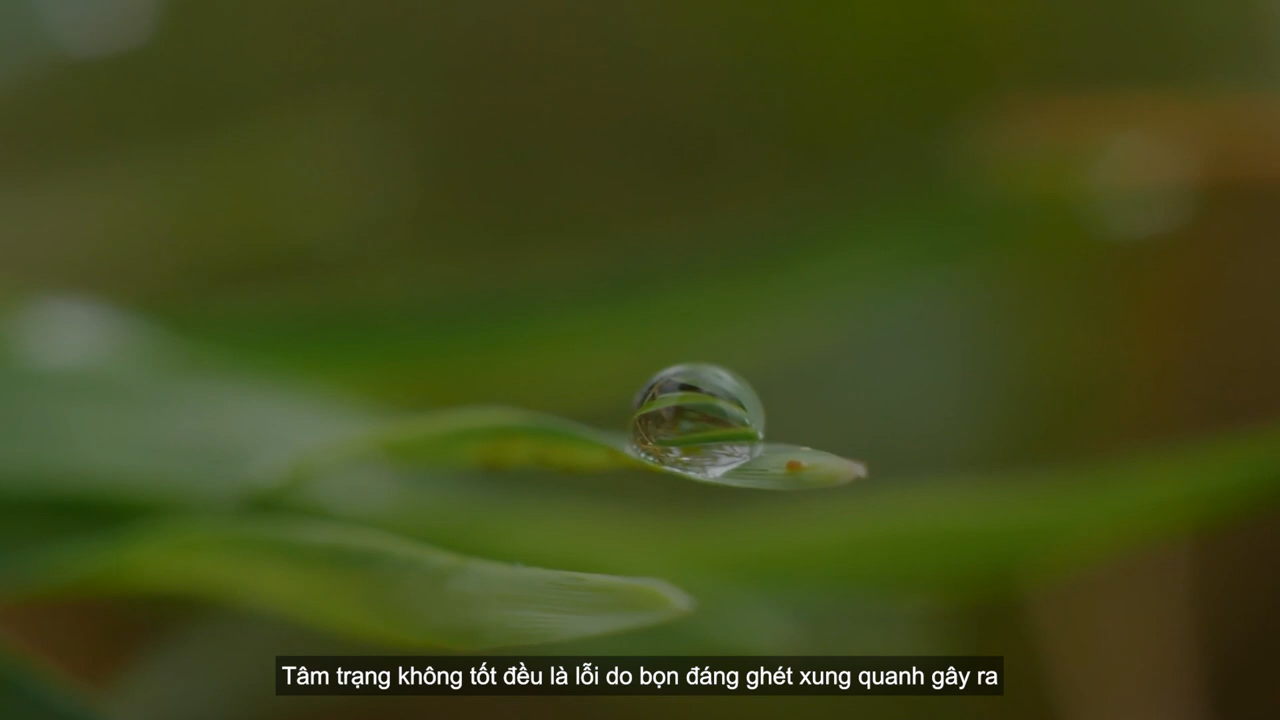 Tâm trạng không tốt đều là lỗi do bọn đáng ghét xung quanh gây ra